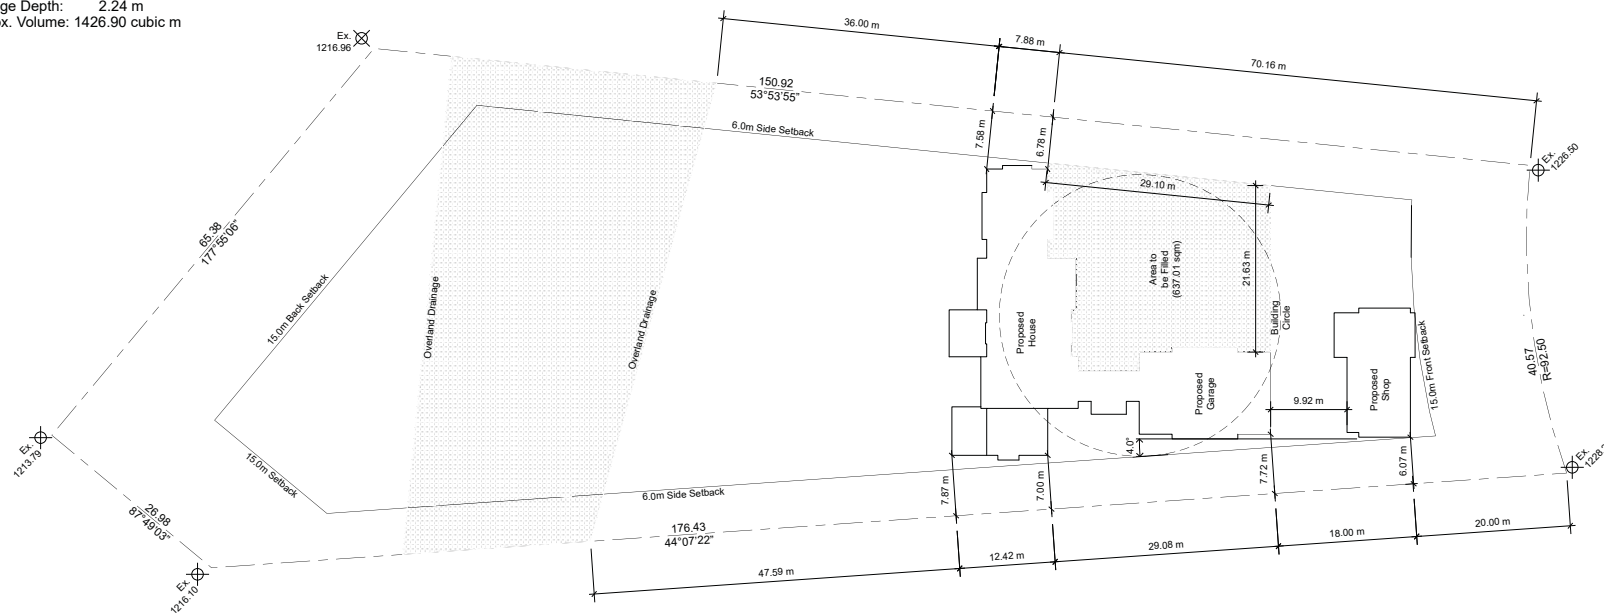 ge Depth: 2.24 m
x. Volume: 1426.90 cubic m
Ex.
1216.96
36.00 m
7.88 m
70.16 m
150.92
53°53'55"
6.0m Side Setback
7.58 m
6.78 m
29.10 m
Ex.
1226.50
65.38
177°55'06"
15.0m Back Setback
Overland Drainage
Overland Drainage
Proposed
House
Area to
be Filled
(637.01 sqm)
21.63 m
Building
Circle
Proposed
Garage
9.92 m
Proposed
Shop
15.0m Front Setback
40.57
R=92.50
Ex.
1213.79
15.0m Setback
26.98
87°49'03"
Ex.
1216.10
6.0m Side Setback
176.43
44°07'22"
4.0°
7.87 m
7.00 m
7.72 m
6.07 m
Ex.
1228.
47.59 m
12.42 m
29.08 m
18.00 m
20.00 m